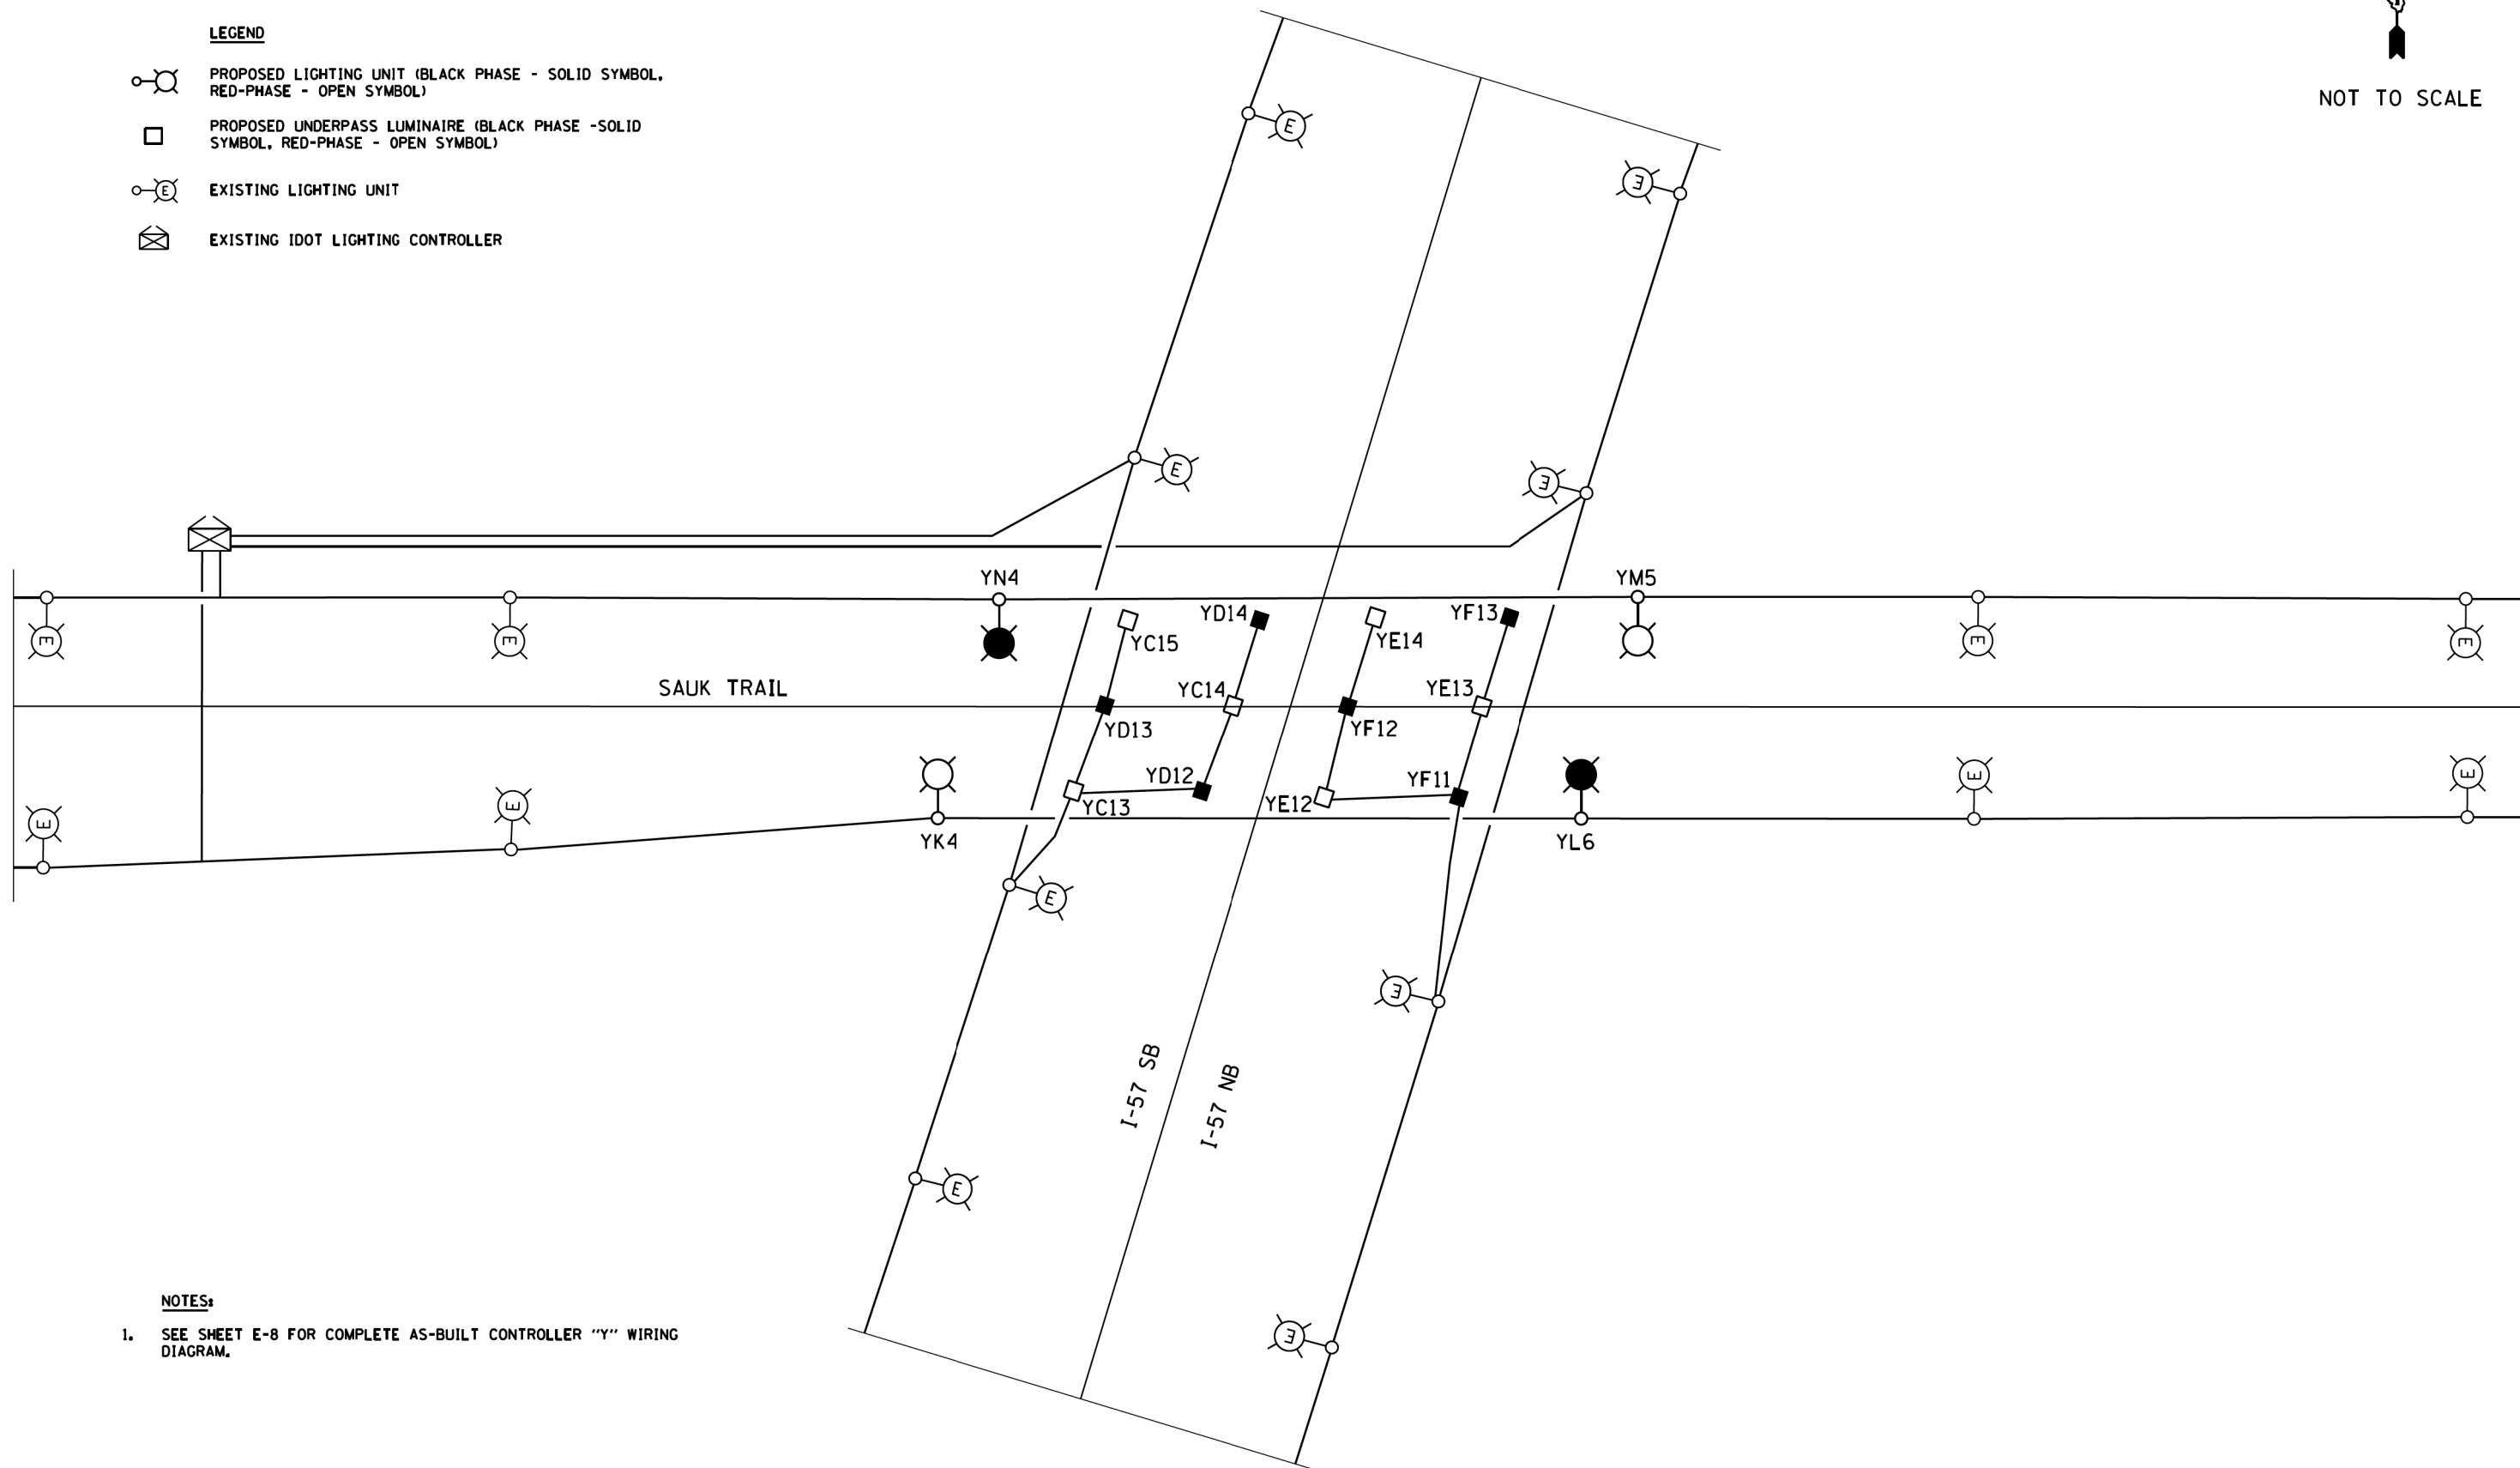 LEGEND
PROPOSED LIGHTING UNIT (BLACK PHASE - SOLID SYMBOL,
RED-PHASE - OPEN SYMBOL)
PROPOSED UNDERPASS LUMINAIRE (BLACK PHASE -SOLID
SYMBOL, RED-PHASE - OPEN SYMBOL)
E
EXISTING LIGHTING UNIT
EXISTING IDOT LIGHTING CONTROLLER
NOT TO SCALE
E
E
E
E
YN4
YM5
E
E
YC15
YD14
YE14
YF13
E
E
SAUK TRAIL
YD13
YC14
YF12
YE13
E
E
YK4
YC13
YD12
YE12
YF11
YL6
E
E
E
E
I-57 SB
I-57 NB
E
E
NOTES:
1. SEE SHEET E-8 FOR COMPLETE AS-BUILT CONTROLLER "Y" WIRING
DIAGRAM.